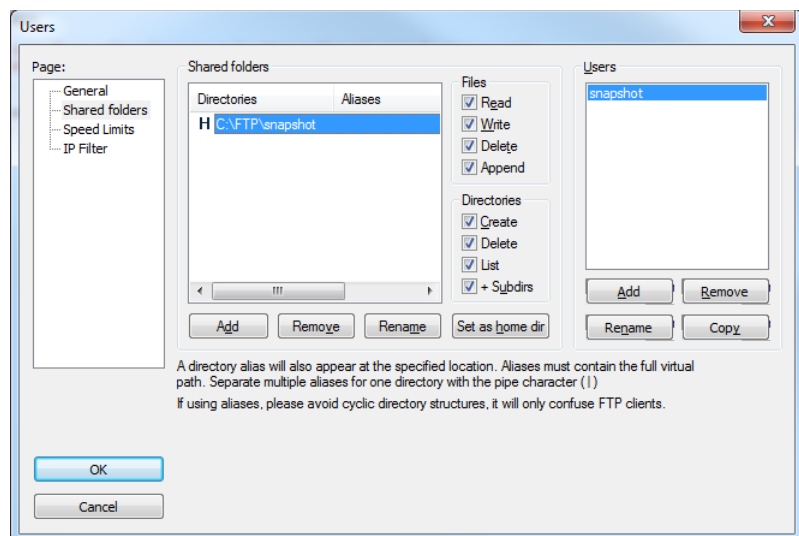 Users
Page:
General
Shared folders
Speed Limits
IP Filter
Shared folders
Directories Aliases
H C:\FTP\snapshot
Files
Read
Write
Delete
Append
Directories
Create
Delete
List
+ Subdirs
Add Remove Rename Set as home dir
Users
snapshot
Add Remove
Rename Copy
A directory alias will also appear at the specified location. Aliases must contain the full virtual
path. Separate multiple aliases for one directory with the pipe character (|)
If using aliases, please avoid cyclic directory structures, it will only confuse FTP clients.
OK
Cancel